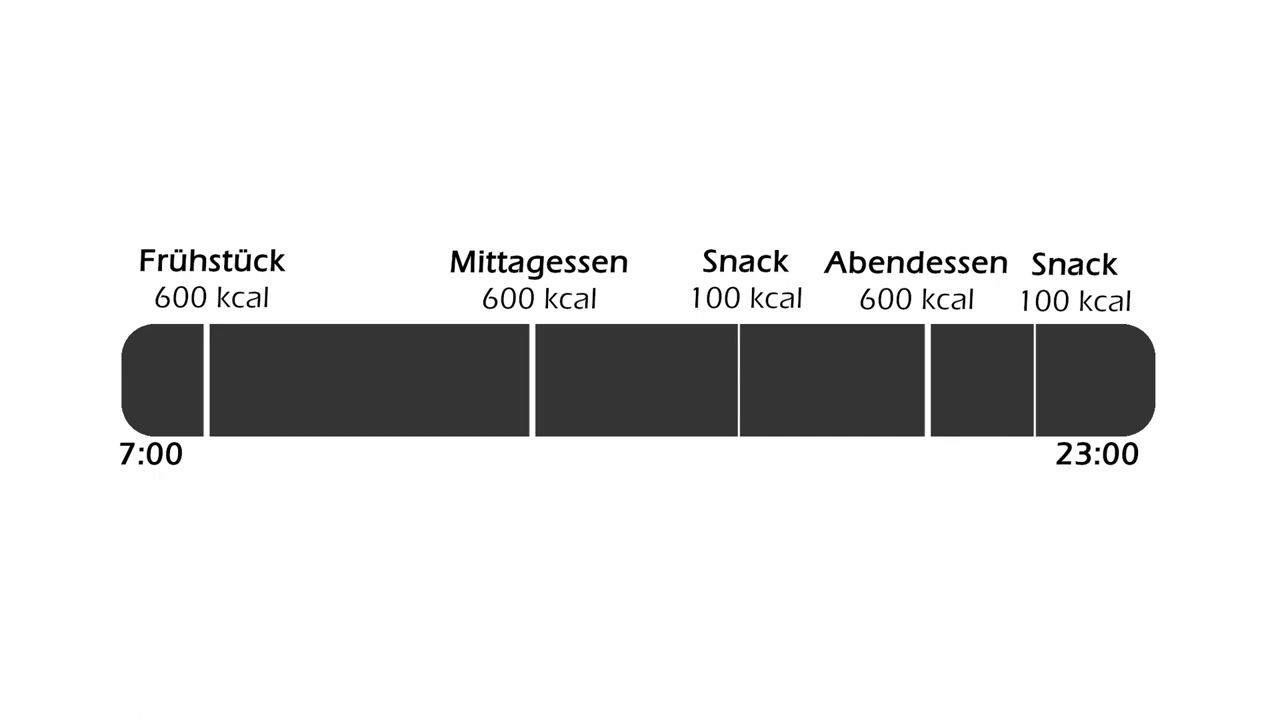 Frühstück
600 kcal
Mittagessen
600 kcal
Snack
100 kcal
Abendessen
600 kcal
Snack
100 kcal
7:00
23:00